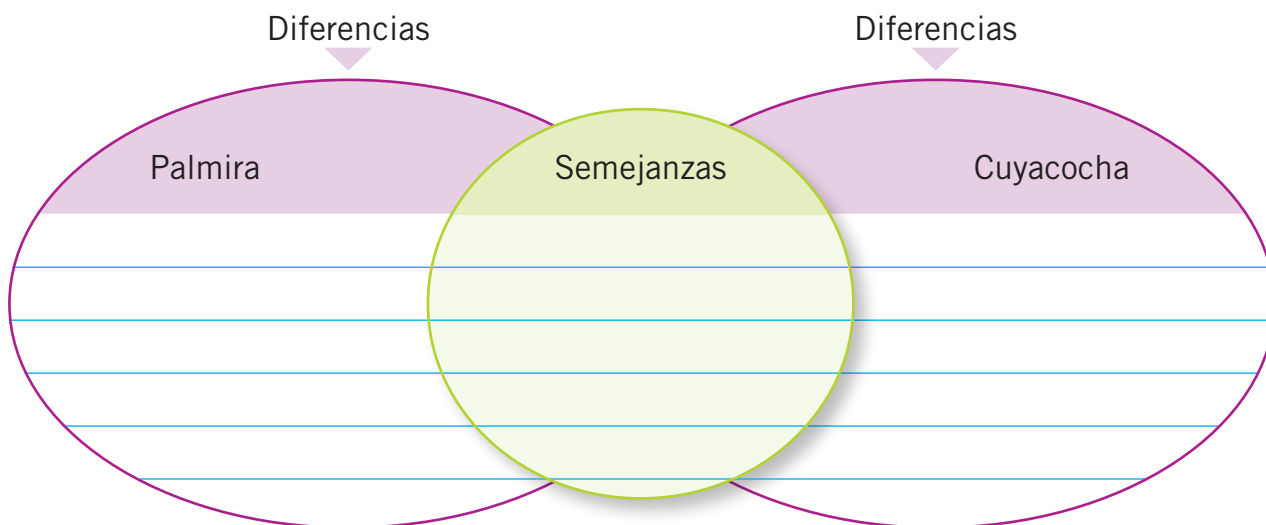 Diferencias
Diferencias
Palmira
Semejanzas
Cuyacocha